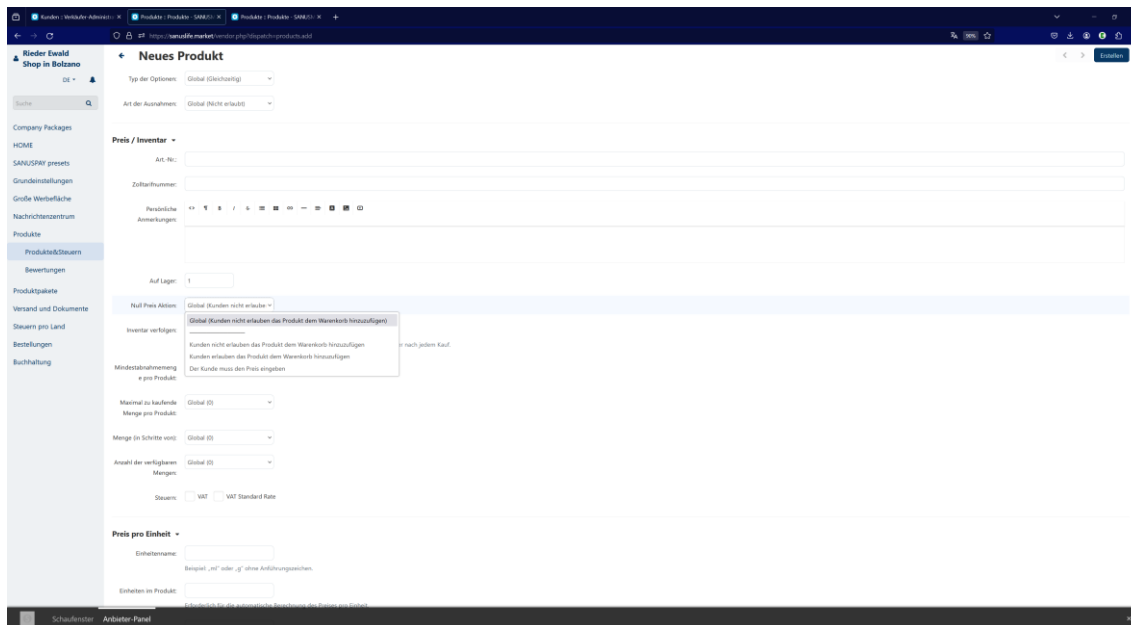 Kunden :: Verkäufer-Administr
Produkte :: Produkte - SANUSLI
Produkte :: Produkte - SANUSLI
https://sanuslife.market/vendor.php?dispatch=products.add
90%
Rieder Ewald
Shop in Bolzano
DE
Suche
Company Packages
HOME
SANUSPAY presets
Grundeinstellungen
Große Werbefläche
Nachrichtenzentrum
Produkte
Produkte&Steuern
Bewertungen
Produktpakete
Versand und Dokumente
Steuern pro Land
Bestellungen
Buchhaltung
Neues Produkt
Erstellen
Typ der Optionen: Global (Gleichzeitig)
Art der Ausnahmen: Global (Nicht erlaubt)
Preis / Inventar
Art.-Nr.:
Zolltarifnummer:
Persönliche
Anmerkungen:
Auf Lager: 1
Null Preis Aktion: Global (Kunden nicht erlaube
Global (Kunden nicht erlauben das Produkt dem Warenkorb hinzuzufügen)
--------------------
Inventar verfolgen:
Kunden nicht erlauben das Produkt dem Warenkorb hinzuzufügen
er nach jedem Kauf.
Kunden erlauben das Produkt dem Warenkorb hinzuzufügen
Der Kunde muss den Preis eingeben
Mindestabnahmemeng
e pro Produkt:
Maximal zu kaufende
Menge pro Produkt:
Global (0)
Menge (in Schritte von): Global (0)
Anzahl der verfügbaren
Mengen:
Global (0)
Steuern: VAT VAT Standard Rate
Preis pro Einheit
Einheitenname:
Beispiel: „ml“ oder „g“ ohne Anführungszeichen.
Einheiten im Produkt:
Erforderlich für die automatische Berechnung des Preises pro Einheit.
Schaufenster Anbieter-Panel